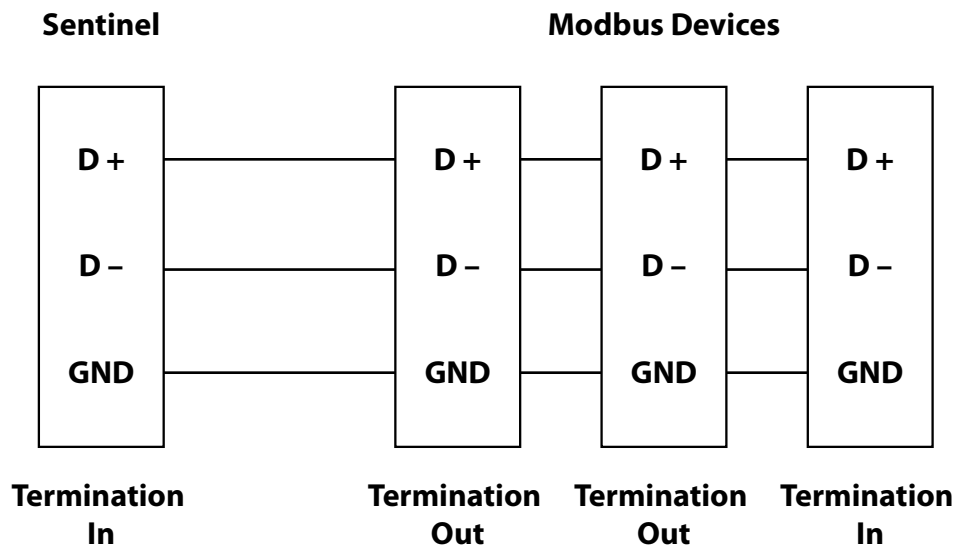 Sentinel
Modbus Devices
D +
D +
D +
D +
D –
D –
D –
D –
GND
GND
GND
GND
Termination
In
Termination
Out
Termination
Out
Termination
In